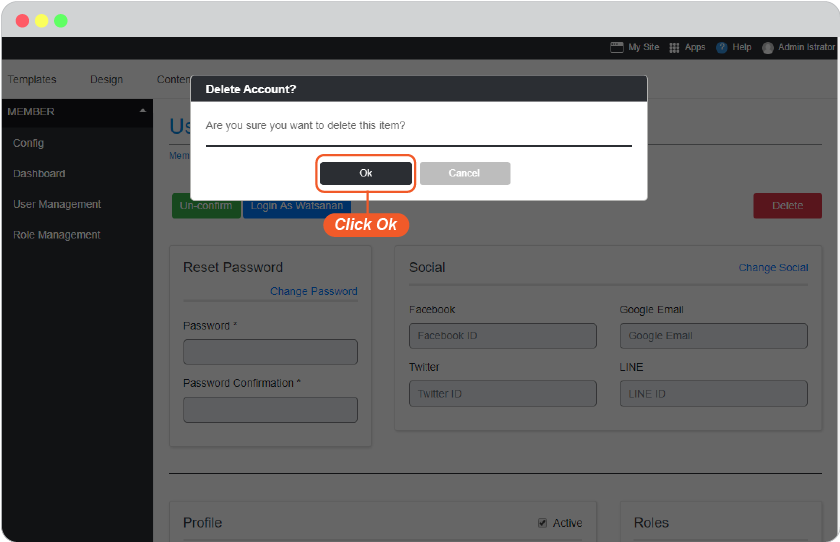 My Site Apps ? Help Admin Istrator
Templates Design Conten
Delete Account?
Are you sure you want to delete this item?
Ok Cancel
Click Ok
MEMBER
Config
Dashboard
User Management
Role Management
Us
Mem
Un-confirm Login As Watsanan Delete
Reset Password
Change Password
Password *
Password Confirmation *
Social Change Social
Facebook Google Email
Facebook ID Google Email
Twitter LINE
Twitter ID LINE ID
Profile Active
Roles